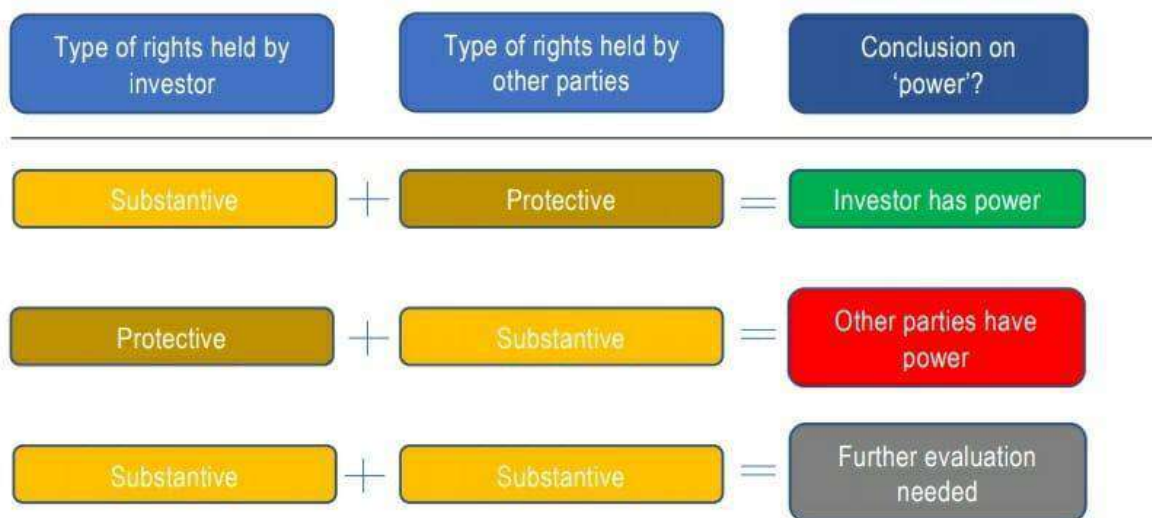 Type of rights held by
investor
Type of rights held by
other parties
Conclusion on
‘power’?
Substantive
+
Protective
=
Investor has power
Protective
+
Substantive
=
Other parties have
power
Substantive
+
Substantive
=
Further evaluation
needed